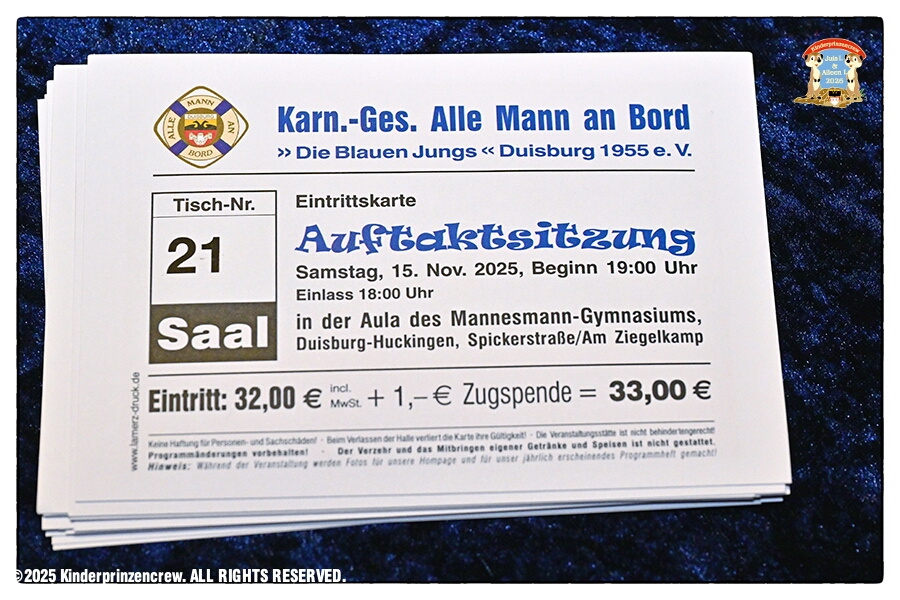 Kinderprinzencrew
Juis I.
&
Aileen I.
2026
MANN
ALLE
AN
DUISBURG
BORD
Karn.-Ges. Alle Mann an Bord
›› Die Blauen Jungs ‹‹ Duisburg 1955 e. V.
Tisch-Nr.
21
Saal
Eintrittskarte
Auftaktsitzung
Samstag, 15. Nov. 2025, Beginn 19:00 Uhr
Einlass 18:00 Uhr
in der Aula des Mannesmann-Gymnasiums,
Duisburg-Huckingen, Spickerstraße/Am Ziegelkamp
Eintritt: 32,00 € incl. MwSt. + 1,– € Zugspende = 33,00 €
www.lamerz-druck.de
Keine Haftung für Personen- und Sachschäden! · Beim Verlassen der Halle verliert die Karte ihre Gültigkeit! · Die Veranstaltungsstätte ist nicht behindertengerecht!
Programmänderungen vorbehalten! · Der Verzehr und das Mitbringen eigener Getränke und Speisen ist nicht gestattet.
Hinweis: Während der Veranstaltung werden Fotos für unsere Hompage und für unser jährlich erscheinendes Programmheft gemacht!
©2025 Kinderprinzencrew. ALL RIGHTS RESERVED.